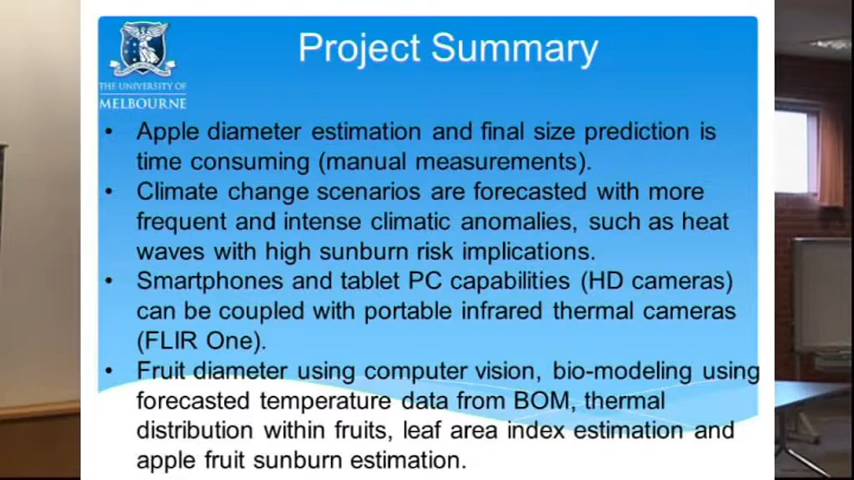 Project Summary
THE UNIVERSITY OF
MELBOURNE
• Apple diameter estimation and final size prediction is
time consuming (manual measurements).
• Climate change scenarios are forecasted with more
frequent and intense climatic anomalies, such as heat
waves with high sunburn risk implications.
• Smartphones and tablet PC capabilities (HD cameras)
can be coupled with portable infrared thermal cameras
(FLIR One).
• Fruit diameter using computer vision, bio-modeling using
forecasted temperature data from BOM, thermal
distribution within fruits, leaf area index estimation and
apple fruit sunburn estimation.